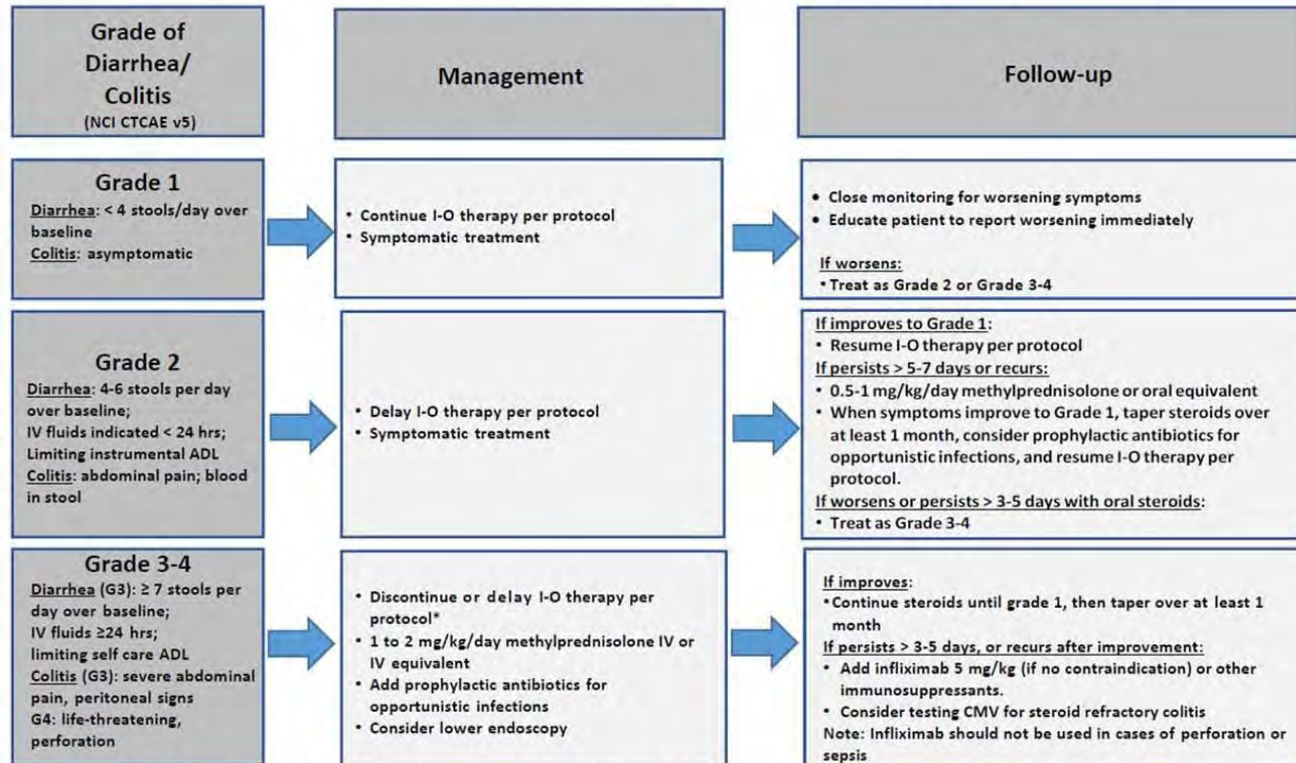 Grade of
Diarrhea/
Colitis
(NCI CTCAE v5)
Management
Follow-up
Grade 1
Diarrhea: < 4 stools/day over
baseline
Colitis: asymptomatic
• Continue I-O therapy per protocol
• Symptomatic treatment
• Close monitoring for worsening symptoms
• Educate patient to report worsening immediately
If worsens:
• Treat as Grade 2 or Grade 3-4
Grade 2
Diarrhea: 4-6 stools per day
over baseline;
IV fluids indicated < 24 hrs;
Limiting instrumental ADL
Colitis: abdominal pain; blood
in stool
• Delay I-O therapy per protocol
• Symptomatic treatment
If improves to Grade 1:
• Resume I-O therapy per protocol
If persists > 5-7 days or recurs:
• 0.5-1 mg/kg/day methylprednisolone or oral equivalent
• When symptoms improve to Grade 1, taper steroids over
at least 1 month, consider prophylactic antibiotics for
opportunistic infections, and resume I-O therapy per
protocol.
If worsens or persists > 3-5 days with oral steroids:
• Treat as Grade 3-4
Grade 3-4
Diarrhea (G3): ≥ 7 stools per
day over baseline;
IV fluids ≥24 hrs;
limiting self care ADL
Colitis (G3): severe abdominal
pain, peritoneal signs
G4: life-threatening,
perforation
• Discontinue or delay I-O therapy per
protocol*
• 1 to 2 mg/kg/day methylprednisolone IV or
IV equivalent
• Add prophylactic antibiotics for
opportunistic infections
• Consider lower endoscopy
If improves:
• Continue steroids until grade 1, then taper over at least 1
month
If persists > 3-5 days, or recurs after improvement:
• Add infliximab 5 mg/kg (if no contraindication) or other
immunosuppressants.
• Consider testing CMV for steroid refractory colitis
Note: Infliximab should not be used in cases of perforation or
sepsis